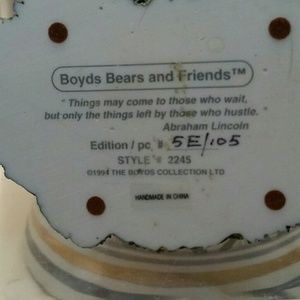 Boyds Bears and Friends™
" Things may come to those who wait,
but only the things left by those who hustle. "
Abraham Lincoln
Edition / pc # 5E/105
STYLE # 2245
©1994 THE BOYDS COLLECTION LTD
HANDMADE IN CHINA